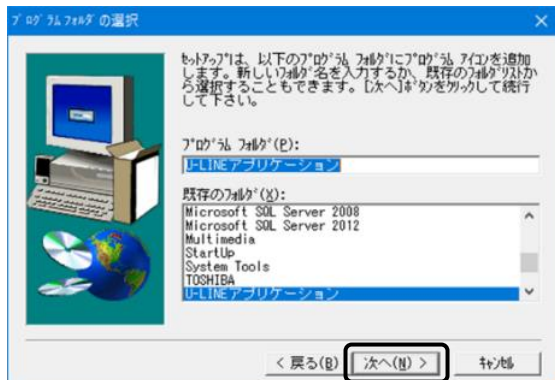 プログラムフォルダの選択
ｾｯﾄｱｯﾌﾟは、以下のﾌﾟﾛｸﾞﾗﾑ ﾌｫﾙﾀﾞにﾌﾟﾛｸﾞﾗﾑ ｱｲｺﾝを追加
します。新しいﾌｫﾙﾀﾞ名を入力するか、既存のﾌｫﾙﾀﾞﾘｽﾄか
ら選択することもできます。[次へ]ﾎﾞﾀﾝをｸﾘｯｸして続行
して下さい。
ﾌﾟﾛｸﾞﾗﾑ ﾌｫﾙﾀﾞ(P):
U-LINEアプリケーション
既存のﾌｫﾙﾀﾞ(X):
Microsoft SQL Server 2008
Microsoft SQL Server 2012
Multimedia
StartUp
System Tools
TOSHIBA
U-LINEアプリケーション
< 戻る(B)
次へ(N) >
ｷｬﾝｾﾙ